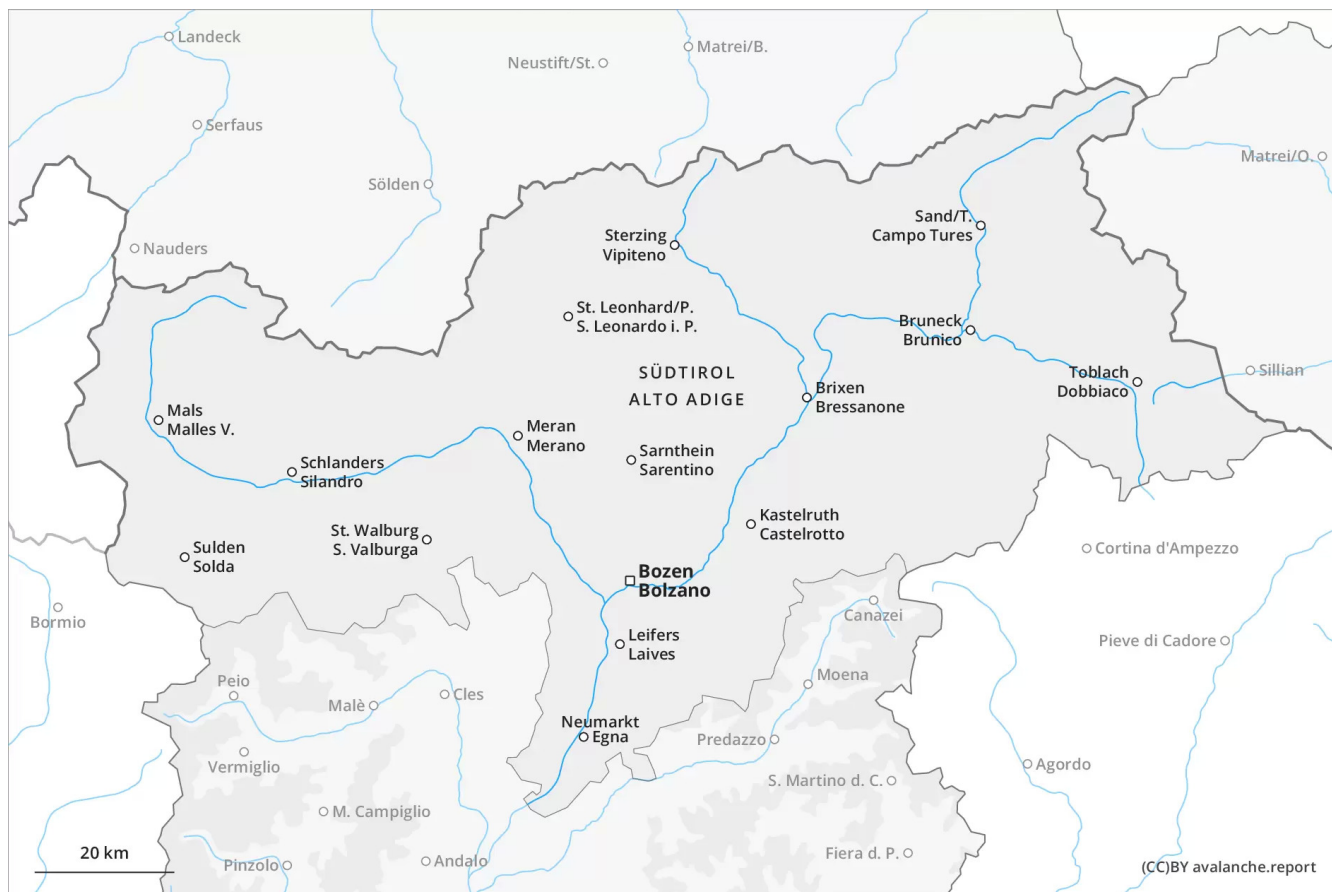 Landeck
Matrei/B.
Neustift/St.
Serfaus
Matrei/O.
Sölden
Sand/T.
Campo Tures
Sterzing
Vipiteno
Nauders
St. Leonhard/P.
S. Leonardo i. P.
Bruneck
Brunico
SÜDTIROL
ALTO ADIGE
Toblach
Dobbiaco
Sillian
Brixen
Bressanone
Mals
Malles V.
Meran
Merano
Sarnthein
Sarentino
Schlanders
Silandro
Kastelruth
Castelrotto
St. Walburg
S. Valburga
Sulden
Solda
Cortina d'Ampezzo
Bozen
Bolzano
Bormio
Canazei
Leifers
Laives
Pieve di Cadore
Peio
Moena
Malè
Cles
Neumarkt
Egna
Predazzo
Vermiglio
Agordo
S. Martino d. C.
M. Campiglio
20 km
Pinzolo
Andalo
Fiera d. P.
(CC)BY avalanche.report